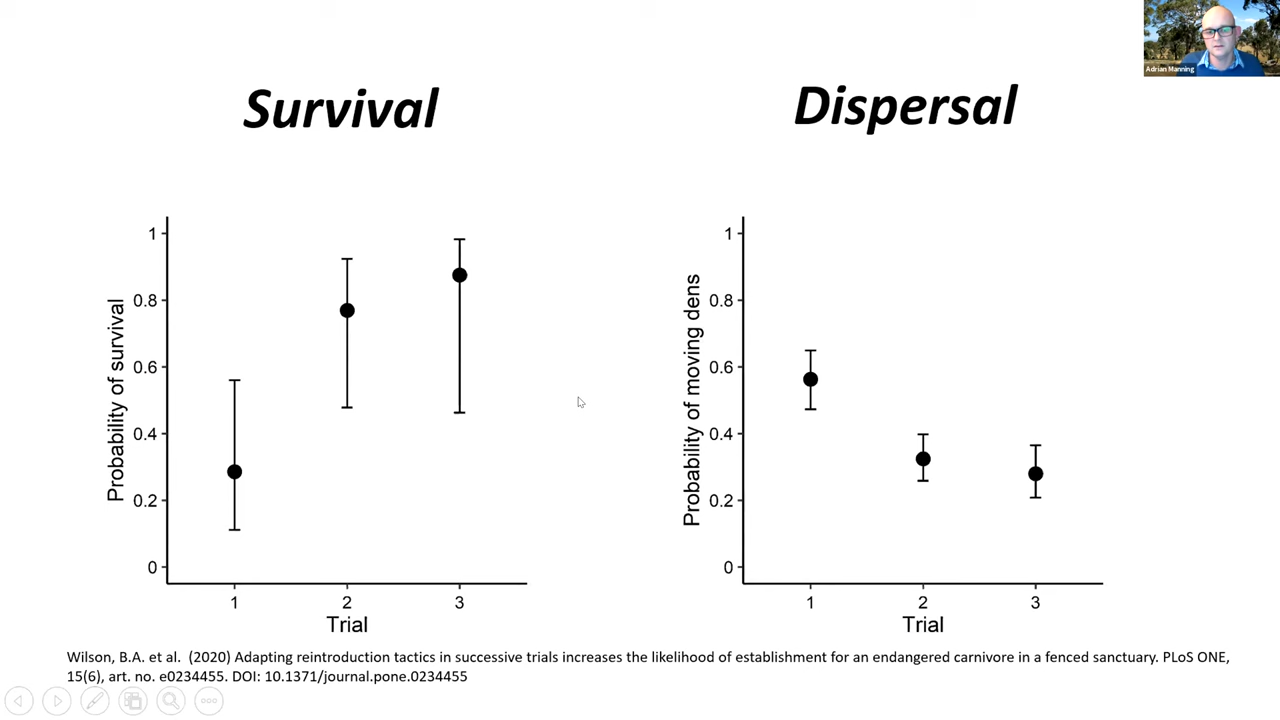 Adrian Manning
Survival
Dispersal
Probability of survival
1
0.8
0.6
0.4
0.2
0
1
2
3
Trial
Probability of moving dens
1
0.8
0.6
0.4
0.2
0
1
2
3
Trial
Wilson, B.A. et al. (2020) Adapting reintroduction tactics in successive trials increases the likelihood of establishment for an endangered carnivore in a fenced sanctuary. PLoS ONE,
15(6), art. no. e0234455. DOI: 10.1371/journal.pone.0234455